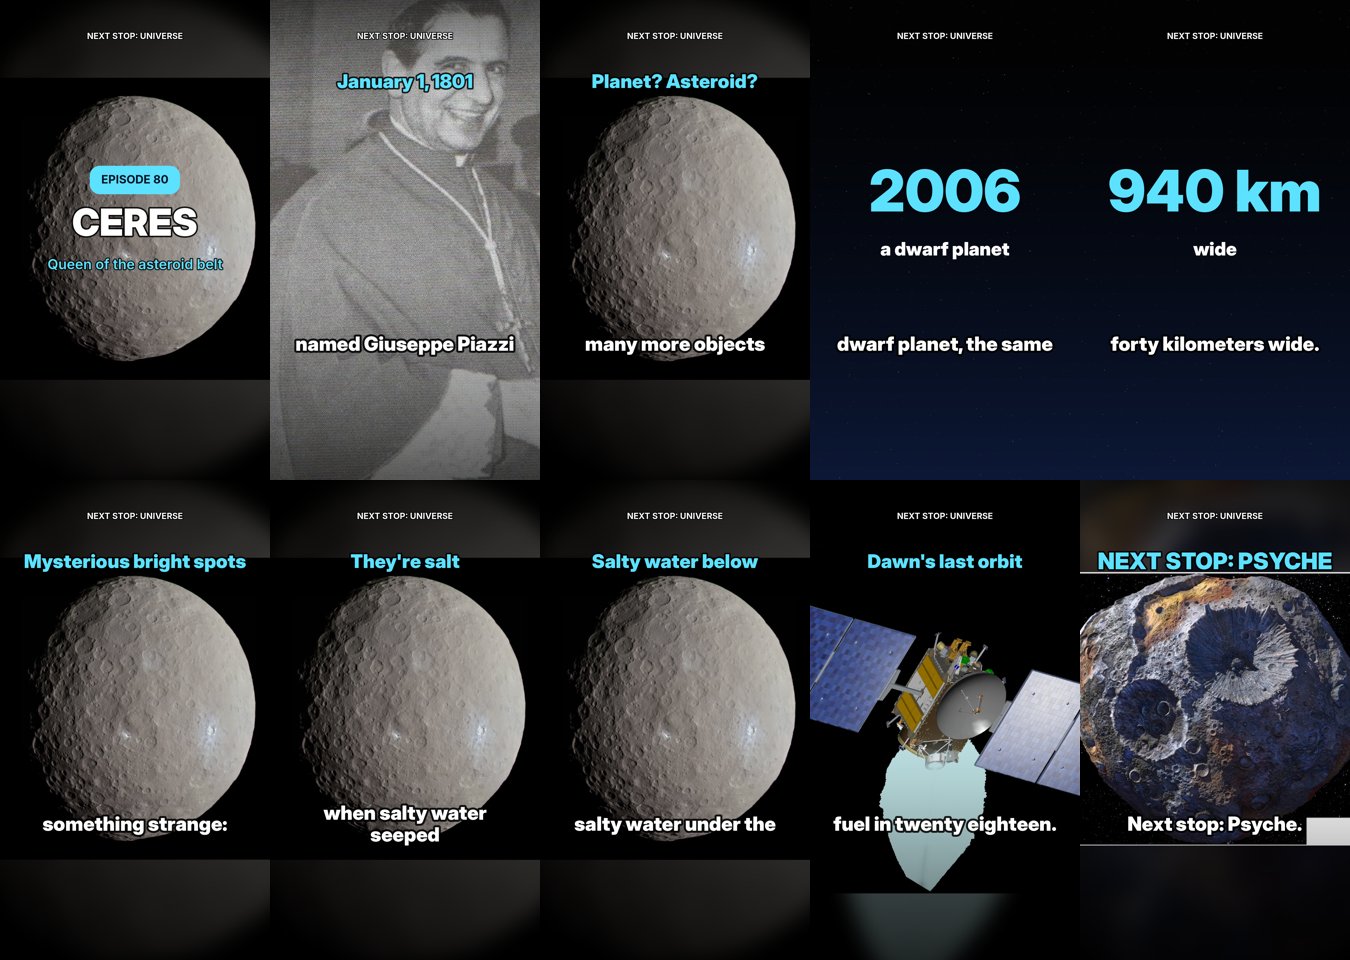 NEXT STOP: UNIVERSE
EPISODE 80
CERES
Queen of the asteroid belt
NEXT STOP: UNIVERSE
January 1, 1801
named Giuseppe Piazzi
NEXT STOP: UNIVERSE
Planet? Asteroid?
many more objects
NEXT STOP: UNIVERSE
2006
a dwarf planet
dwarf planet, the same
NEXT STOP: UNIVERSE
940 km
wide
forty kilometers wide.
NEXT STOP: UNIVERSE
Mysterious bright spots
something strange:
NEXT STOP: UNIVERSE
They're salt
when salty water
seeped
NEXT STOP: UNIVERSE
Salty water below
salty water under the
NEXT STOP: UNIVERSE
Dawn's last orbit
fuel in twenty eighteen.
NEXT STOP: UNIVERSE
NEXT STOP: PSYCHE
Next stop: Psyche.